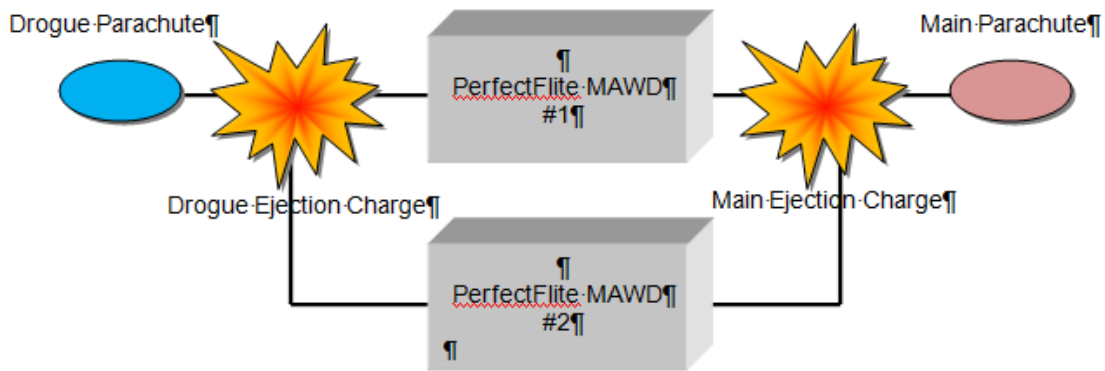 Drogue·Parachute¶
Main·Parachute¶
¶
PerfectFlite·MAWD¶
#1¶
Drogue·Ejection·Charge¶
Main·Ejection·Charge¶
¶
PerfectFlite·MAWD¶
#2¶
¶